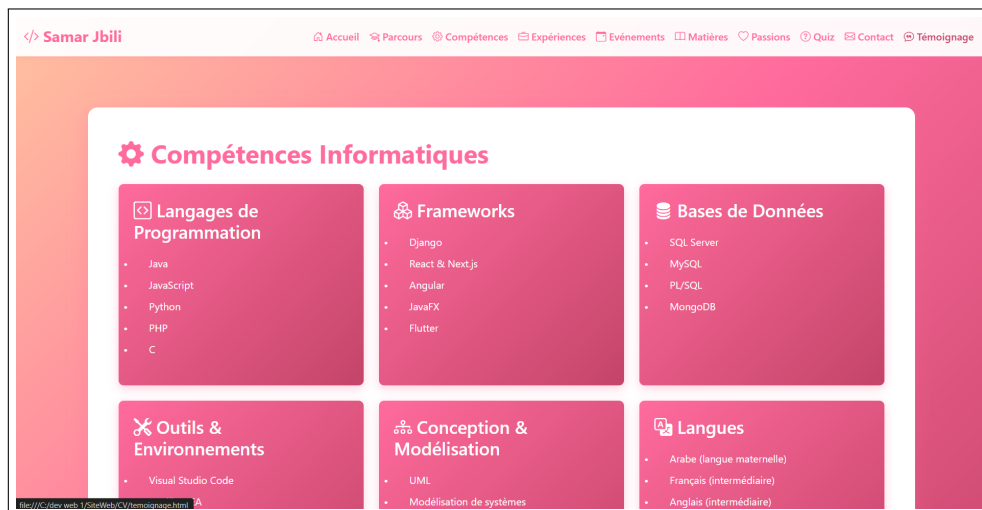 </> Samar Jbili
Accueil Parcours Compétences Expériences Evénements Matières Passions Quiz Contact Témoignage
Compétences Informatiques
Langages de
Programmation
• Java
• JavaScript
• Python
• PHP
• C
Frameworks
• Django
• React & Next.js
• Angular
• JavaFX
• Flutter
Bases de Données
• SQL Server
• MySQL
• PL/SQL
• MongoDB
Outils &
Environnements
• Visual Studio Code
Conception &
Modélisation
• UML
• Modélisation de systèmes
Langues
• Arabe (langue maternelle)
• Français (intermédiaire)
• Anglais (intermédiaire)
file:///C:/dev web 1/SiteWeb/CV/temoignage.html